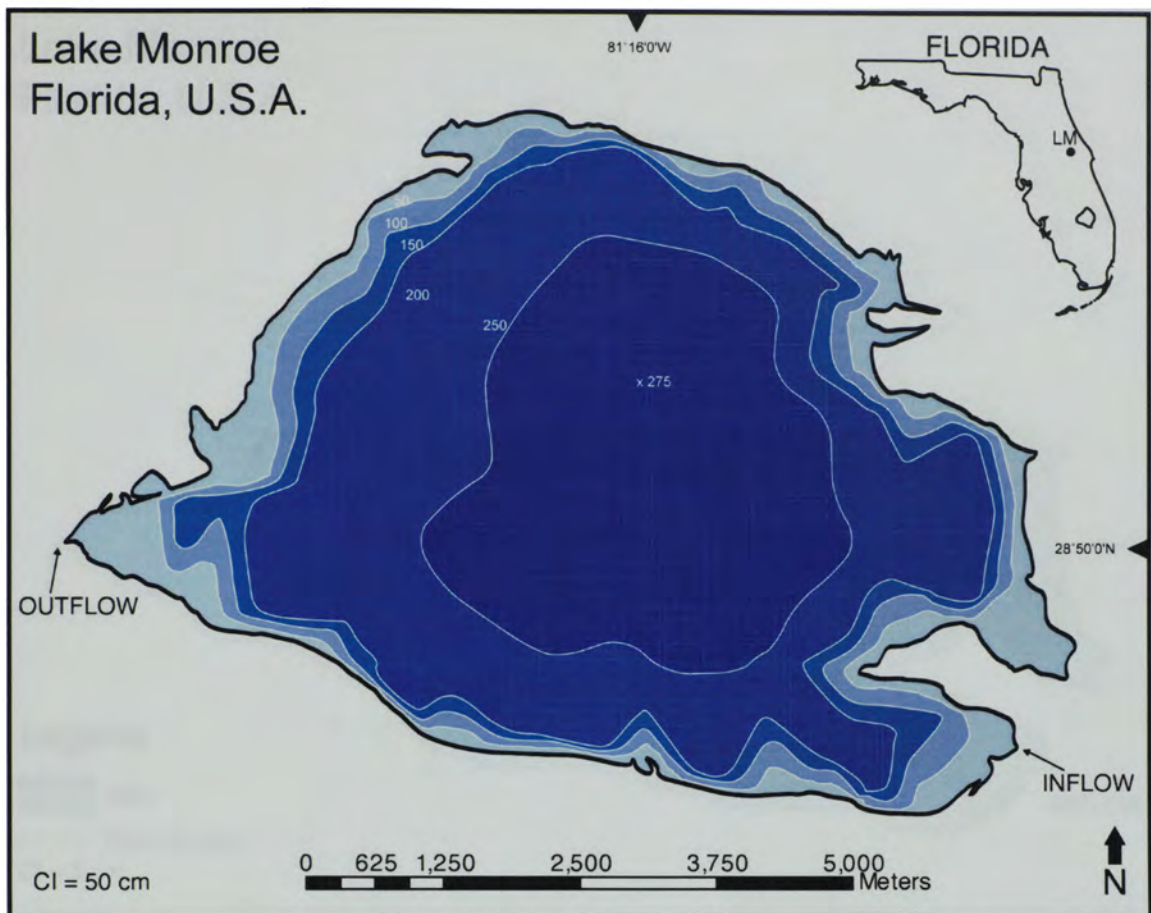 Lake Monroe
Florida, U.S.A.
81°16'0"W
FLORIDA
LM
50
100
150
200
250
x 275
28°50'0"N
OUTFLOW
INFLOW
CI = 50 cm
0 625 1,250 2,500 3,750 5,000
Meters
N